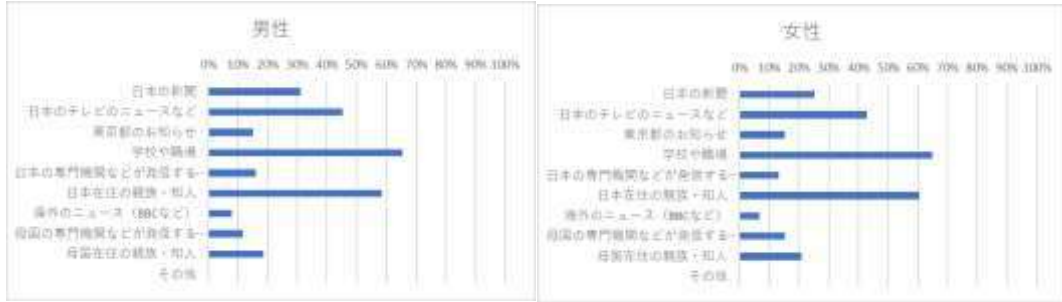 男性
0% 10% 20% 30% 40% 50% 60% 70% 80% 90% 100%
日本の新聞
日本のテレビのニュースなど
東京都のお知らせ
学校や職場
日本の専門機関などが発信する
日本在住の親族・知人
海外のニュース（BBCなど）
母国の専門機関などが発信する
母国在住の親族・知人
その他
女性
0% 10% 20% 30% 40% 50% 60% 70% 80% 90% 100%
日本の新聞
日本のテレビのニュースなど
東京都のお知らせ
学校や職場
日本の専門機関などが発信する
日本在住の親族・知人
海外のニュース（BBCなど）
母国の専門機関などが発信する
母国在住の親族・知人
その他